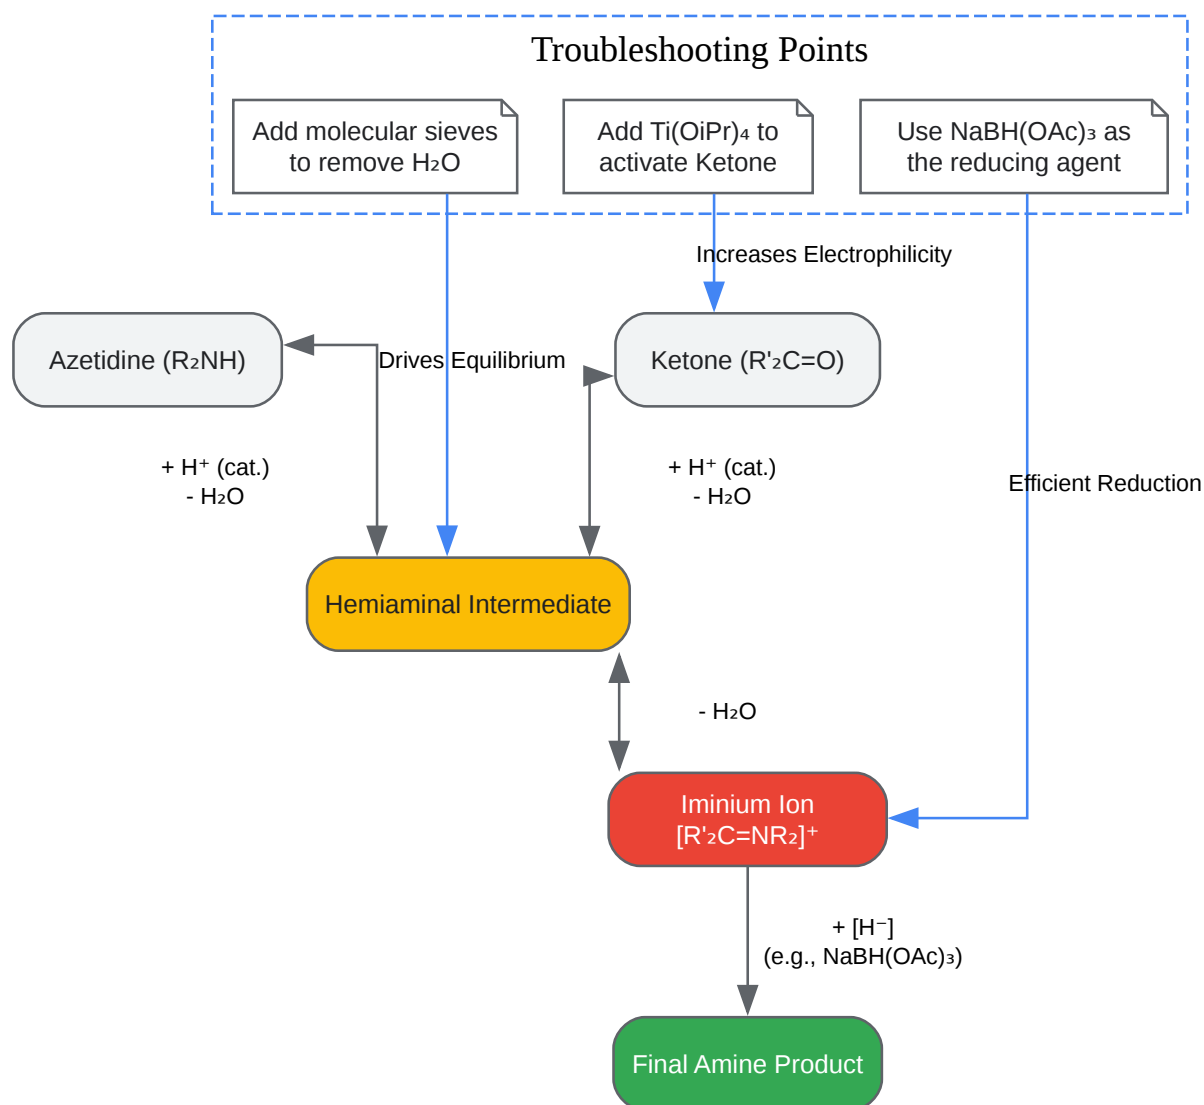 Troubleshooting Points
Add molecular sieves
to remove H₂O
Add Ti(OiPr)₄ to
activate Ketone
Use NaBH(OAc)₃ as
the reducing agent
Increases Electrophilicity
Azetidine (R₂NH)
Drives Equilibrium
Ketone (R'₂C=O)
+ H⁺ (cat.)
- H₂O
+ H⁺ (cat.)
- H₂O
Efficient Reduction
Hemiaminal Intermediate
- H₂O
Iminium Ion
[R'₂C=NR₂]⁺
+ [H⁻]
(e.g., NaBH(OAc)₃)
Final Amine Product